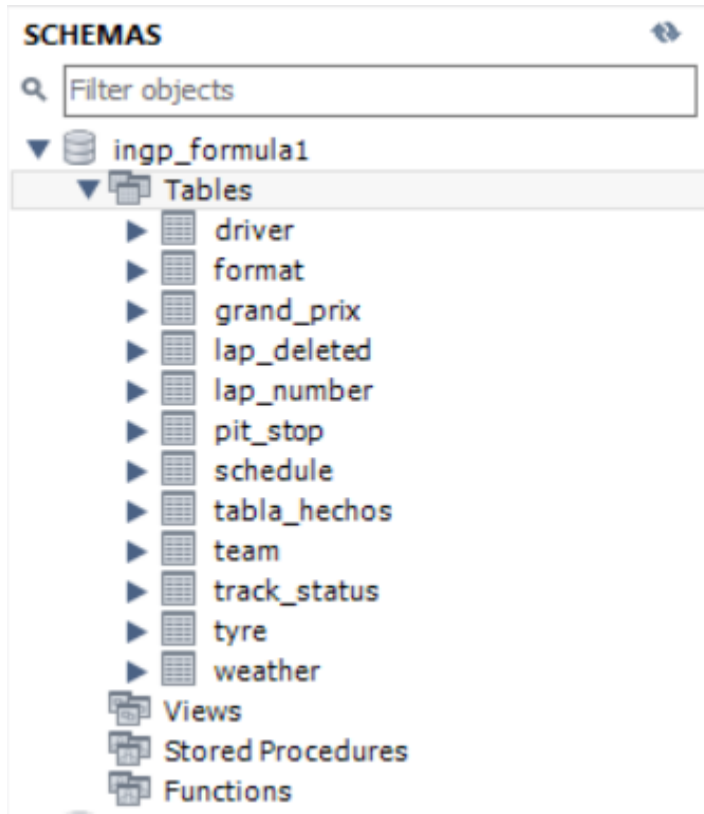 SCHEMAS
Filter objects
ingp_formula1
Tables
driver
format
grand_prix
lap_deleted
lap_number
pit_stop
schedule
tabla_hechos
team
track_status
tyre
weather
Views
Stored Procedures
Functions